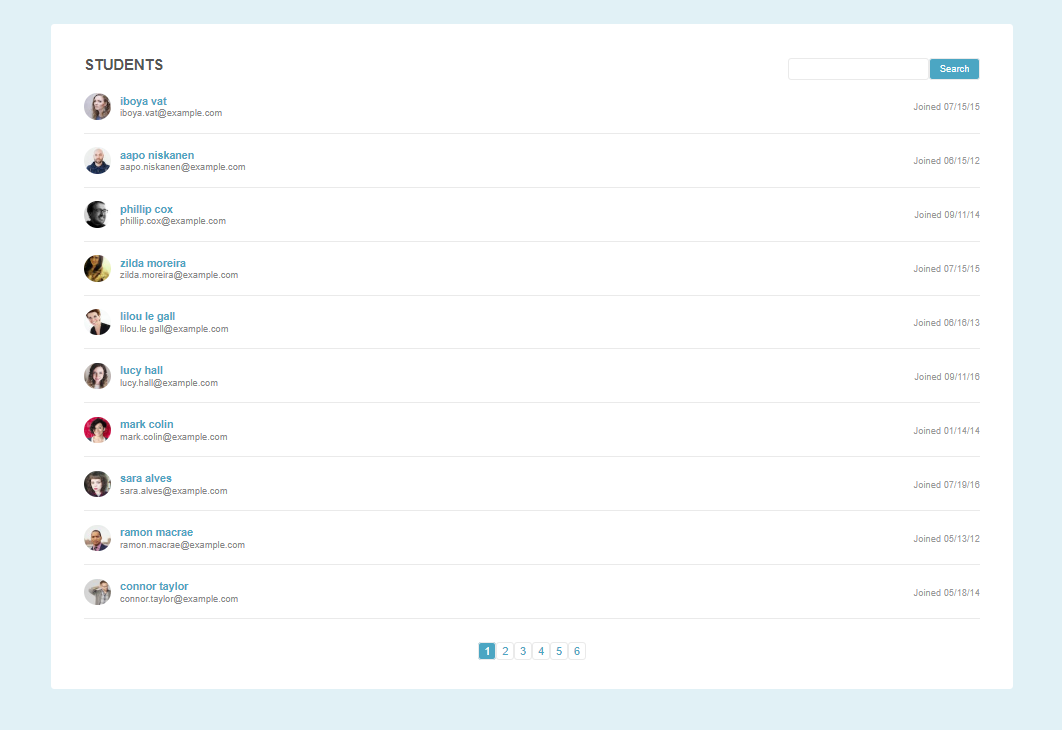 STUDENTS
Search
iboya vat
iboya.vat@example.com
Joined 07/15/15
aapo niskanen
aapo.niskanen@example.com
Joined 06/15/12
phillip cox
phillip.cox@example.com
Joined 09/11/14
zilda moreira
zilda.moreira@example.com
Joined 07/15/15
lilou le gall
lilou.le gall@example.com
Joined 06/16/13
lucy hall
lucy.hall@example.com
Joined 09/11/16
mark colin
mark.colin@example.com
Joined 01/14/14
sara alves
sara.alves@example.com
Joined 07/19/16
ramon macrae
ramon.macrae@example.com
Joined 05/13/12
connor taylor
connor.taylor@example.com
Joined 05/18/14
1 2 3 4 5 6